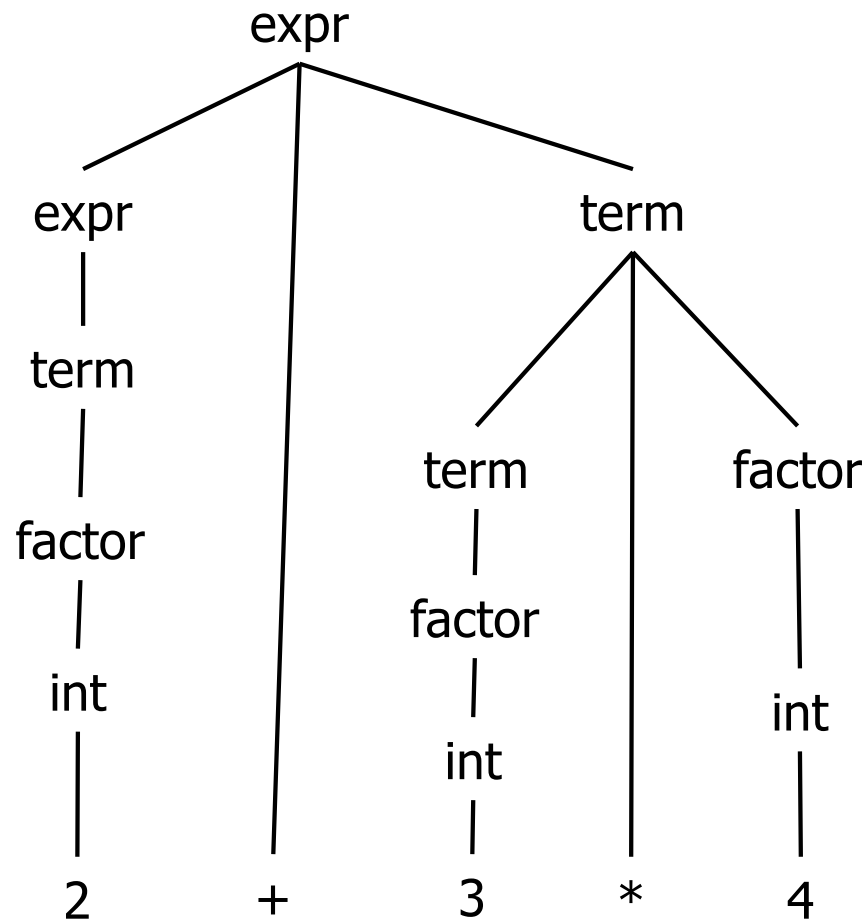 expr
expr term
term
term factor
factor
factor
int
int
int
2 + 3 * 4